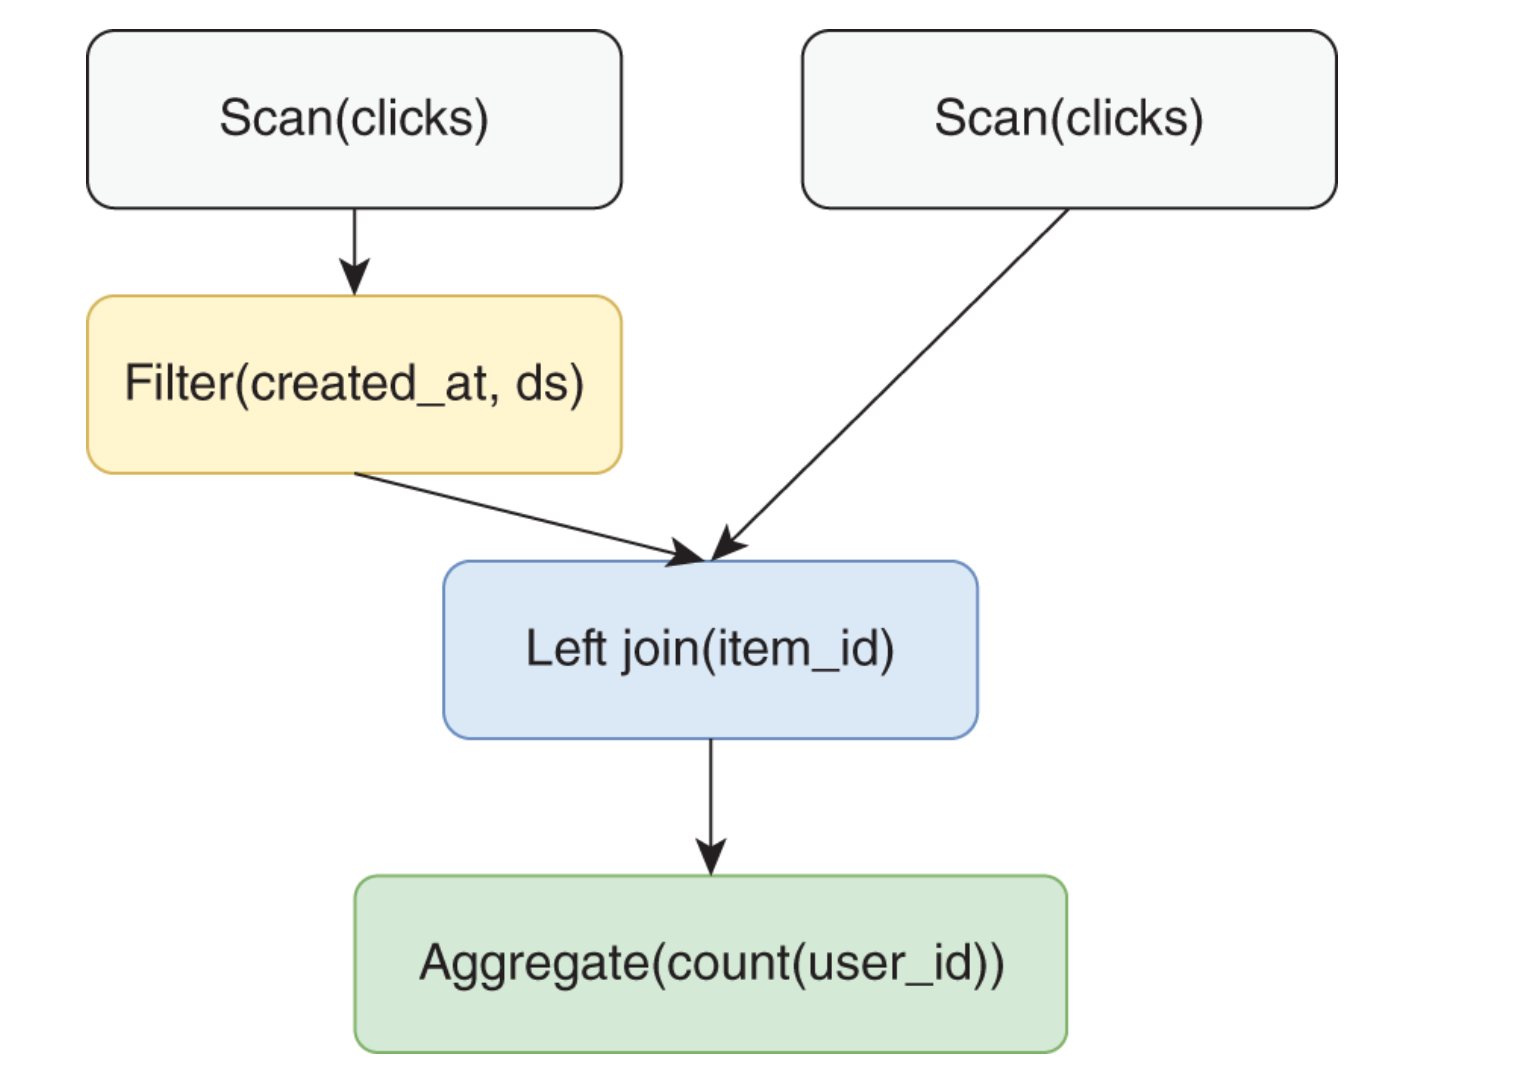 Scan(clicks)
Scan(clicks)
Filter(created_at, ds)
Left join(item_id)
Aggregate(count(user_id))